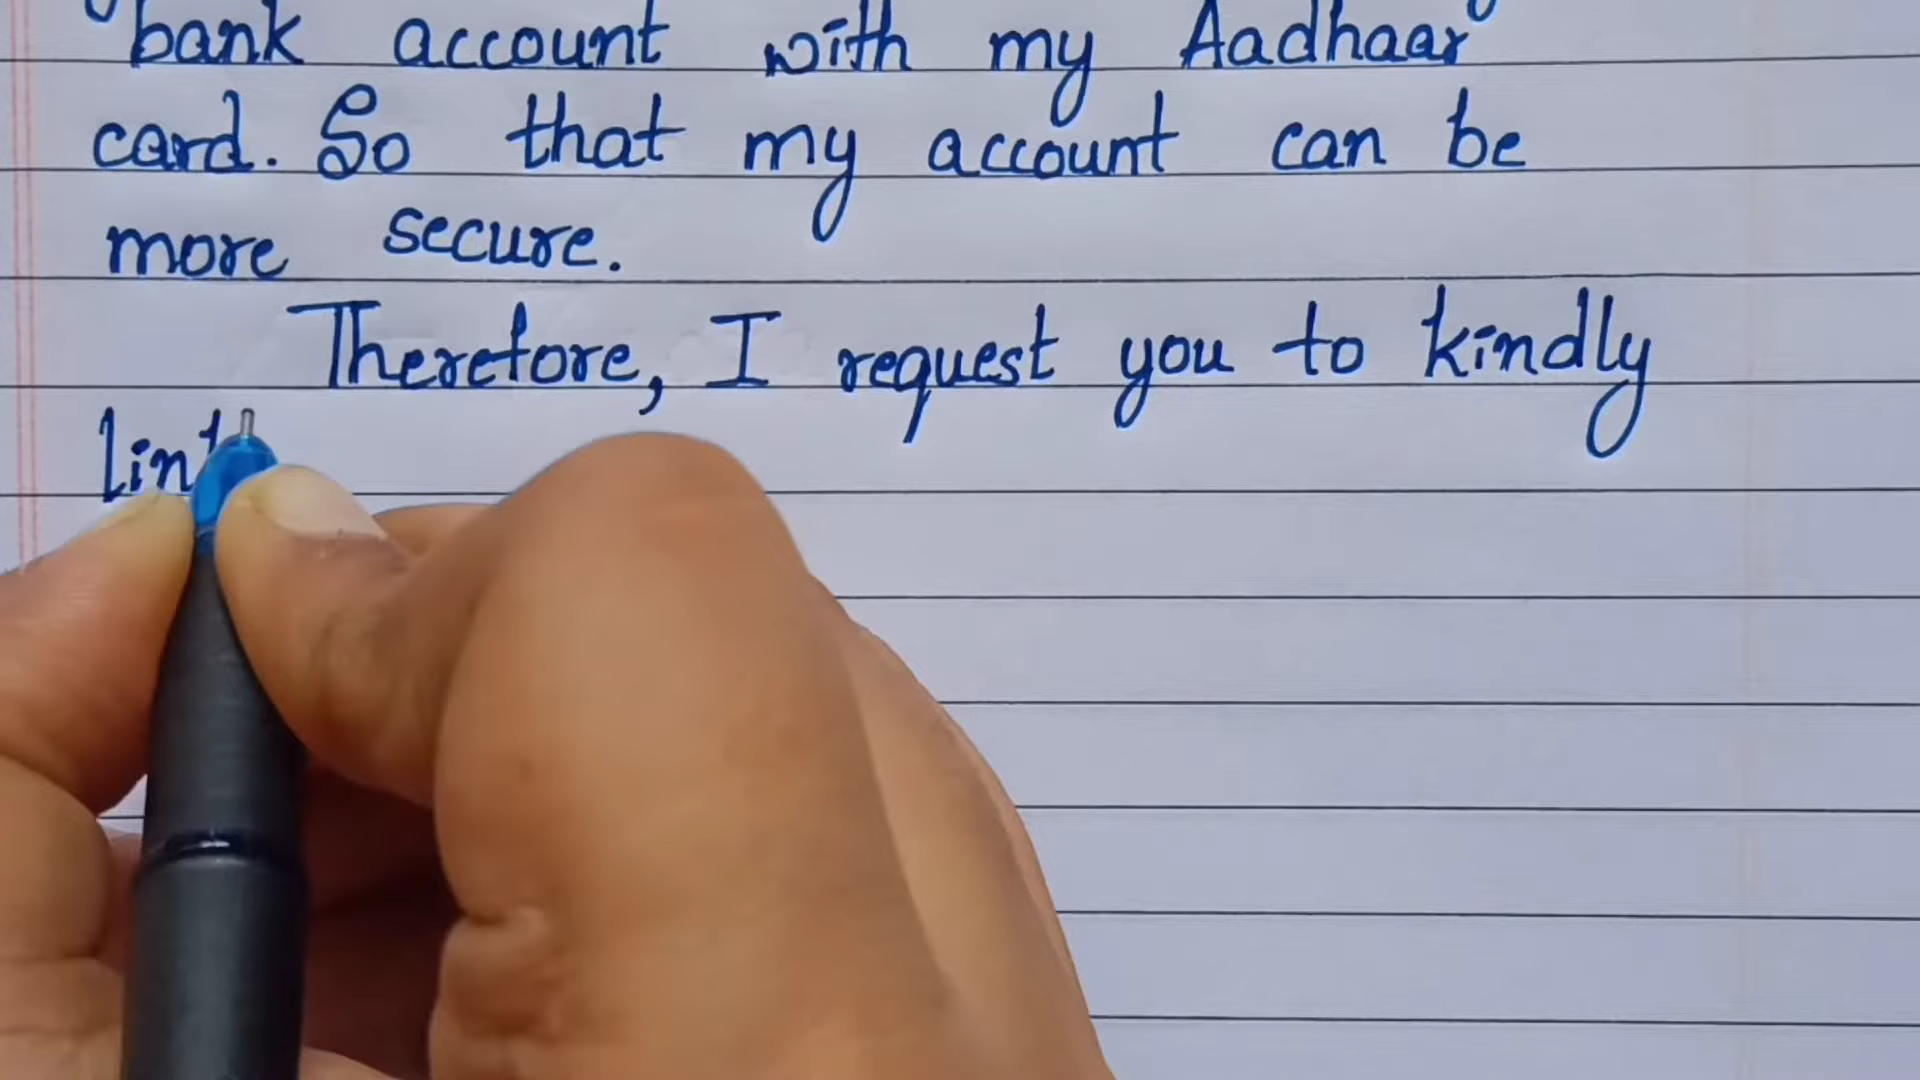 bank account with my Aadhaar
card. So that my account can be
more secure.
Therefore, I request you to kindly